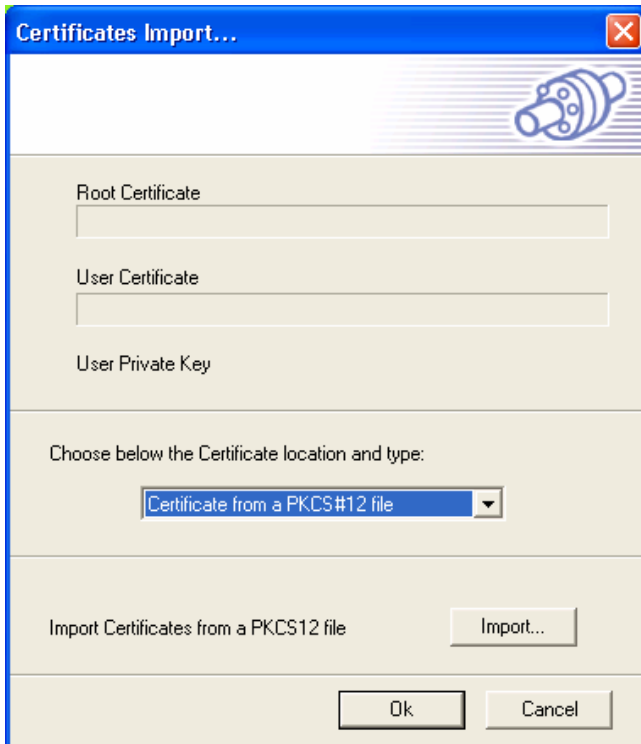 Certificates Import...
Root Certificate
User Certificate
User Private Key
Choose below the Certificate location and type:
Certificate from a PKCS#12 file
Import Certificates from a PKCS12 file
Import...
Ok
Cancel